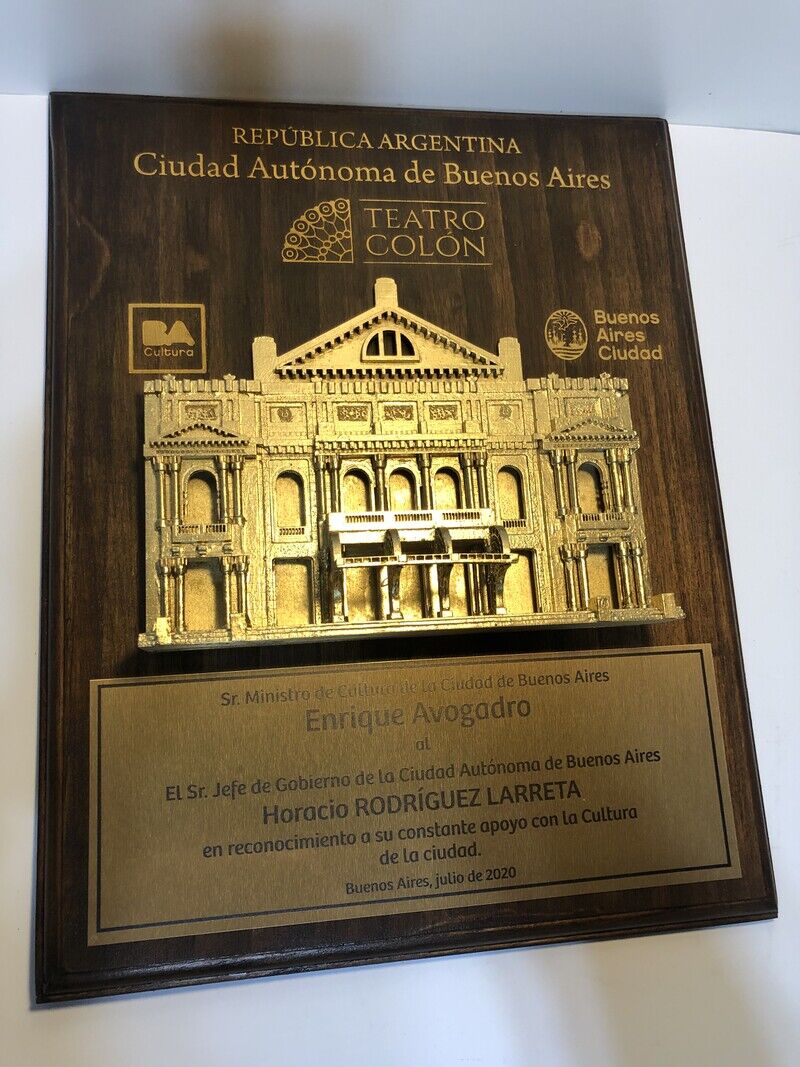 REPÚBLICA ARGENTINA
Ciudad Autónoma de Buenos Aires
TEATRO
COLÓN
BA
Cultura
Buenos
Aires
Ciudad
Sr. Ministro de Cultura de la Ciudad de Buenos Aires
Enrique Avogadro
al
El Sr. Jefe de Gobierno de la Ciudad Autónoma de Buenos Aires
Horacio RODRÍGUEZ LARRETA
en reconocimiento a su constante apoyo con la Cultura
de la ciudad.
Buenos Aires, julio de 2020